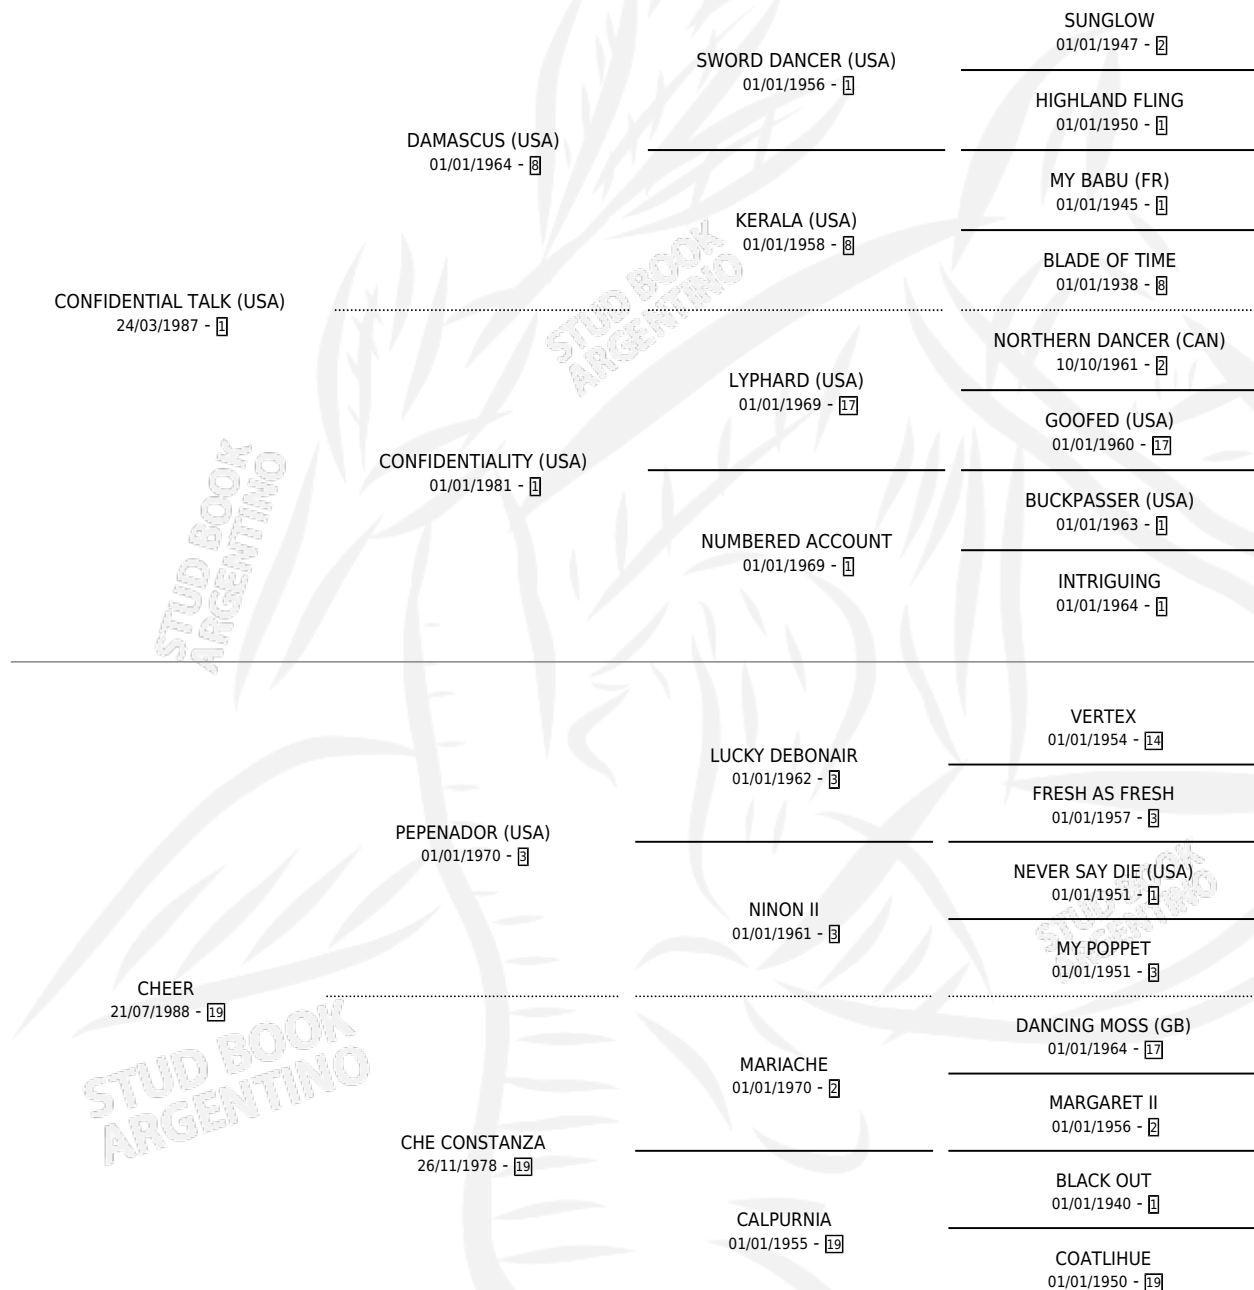 SUNGLOW
01/01/1947 - 2
SWORD DANCER (USA)
01/01/1956 - 1
HIGHLAND FLING
01/01/1950 - 1
DAMASCUS (USA)
01/01/1964 - 8
MY BABU (FR)
01/01/1945 - 1
KERALA (USA)
01/01/1958 - 8
BLADE OF TIME
01/01/1938 - 8
CONFIDENTIAL TALK (USA)
24/03/1987 - 1
NORTHERN DANCER (CAN)
10/10/1961 - 2
LYPHARD (USA)
01/01/1969 - 17
GOOFED (USA)
01/01/1960 - 17
CONFIDENTIALITY (USA)
01/01/1981 - 1
BUCKPASSER (USA)
01/01/1963 - 1
NUMBERED ACCOUNT
01/01/1969 - 1
INTRIGUING
01/01/1964 - 1
VERTEX
01/01/1954 - 14
LUCKY DEBONAIR
01/01/1962 - 3
FRESH AS FRESH
01/01/1957 - 3
PEPENADOR (USA)
01/01/1970 - 3
NEVER SAY DIE (USA)
01/01/1951 - 1
NINON II
01/01/1961 - 3
MY POPPET
01/01/1951 - 3
CHEER
21/07/1988 - 19
DANCING MOSS (GB)
01/01/1964 - 17
MARIACHE
01/01/1970 - 2
MARGARET II
01/01/1956 - 2
CHE CONSTANZA
26/11/1978 - 19
BLACK OUT
01/01/1940 - 1
CALPURNIA
01/01/1955 - 19
COATLIHUE
01/01/1950 - 19
STUD BOOK
ARGENTINO
STUD BOOK
ARGENTINO
STUD BOOK
ARGENTINO
STUD BOOK
ARGENTINO